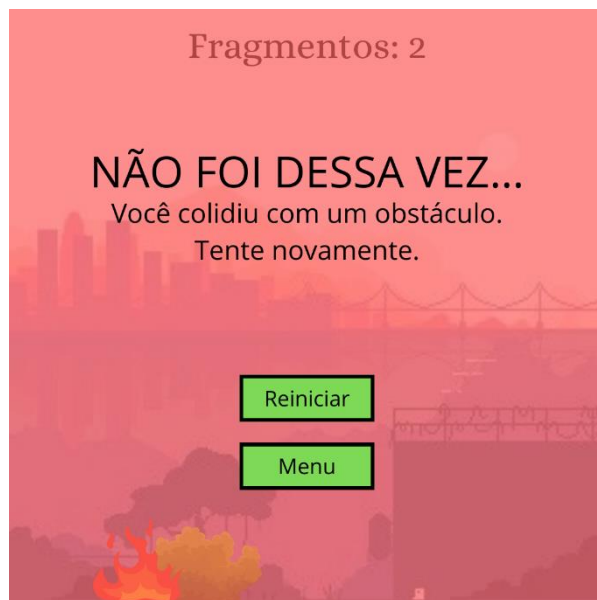 Fragmentos: 2
NÃO FOI DESSA VEZ...
Você colidiu com um obstáculo.
Tente novamente.
Reiniciar
Menu